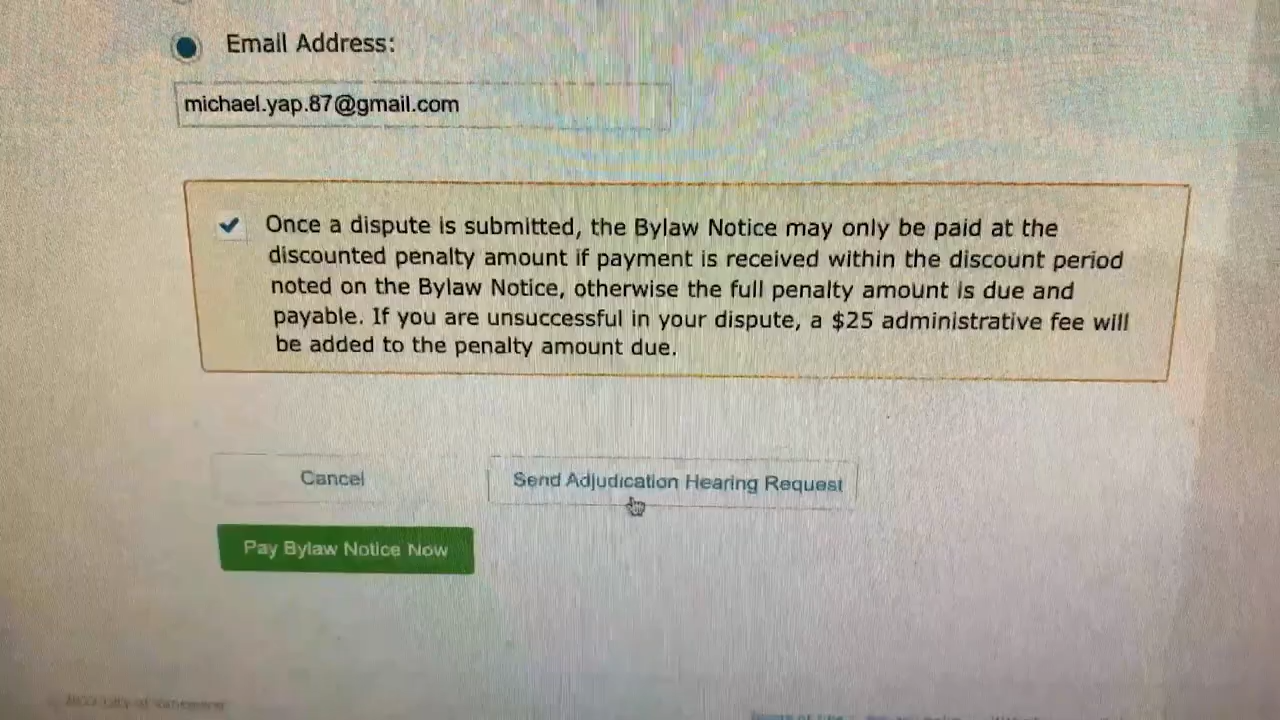 Email Address:
michael.yap.87@gmail.com
Once a dispute is submitted, the Bylaw Notice may only be paid at the
discounted penalty amount if payment is received within the discount period
noted on the Bylaw Notice, otherwise the full penalty amount is due and
payable. If you are unsuccessful in your dispute, a $25 administrative fee will
be added to the penalty amount due.
Cancel
Send Adjudication Hearing Request
Pay Bylaw Notice Now